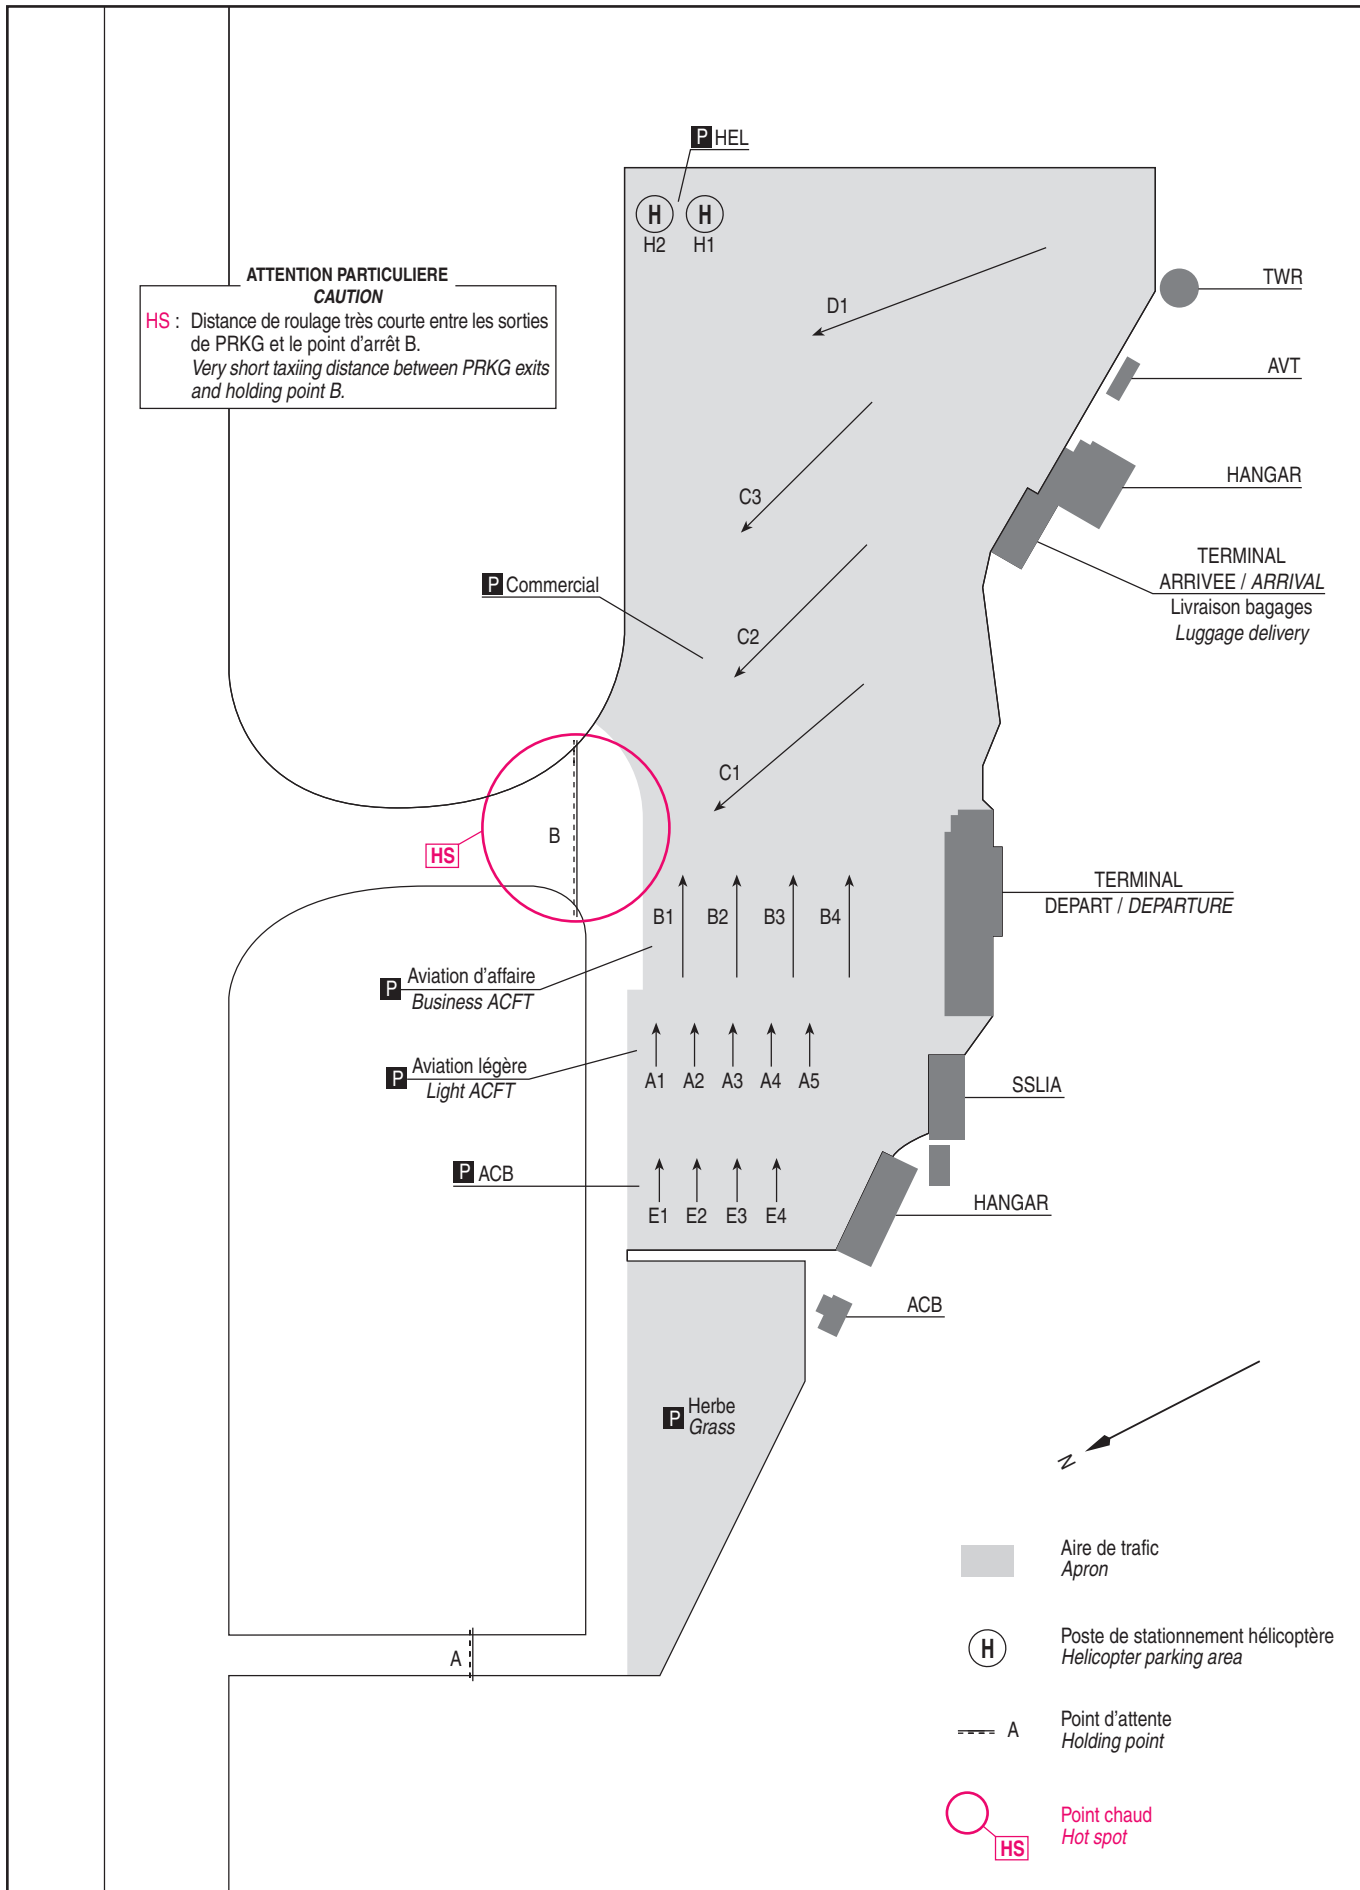 P HEL
H H
H2 H1
ATTENTION PARTICULIERE
CAUTION
HS : Distance de roulage très courte entre les sorties
de PRKG et le point d'arrêt B.
Very short taxiing distance between PRKG exits
and holding point B.
TWR
D1
AVT
HANGAR
C3
TERMINAL
ARRIVEE / ARRIVAL
Livraison bagages
Luggage delivery
P Commercial
C2
C1
B
HS
TERMINAL
DEPART / DEPARTURE
B1 B2 B3 B4
P Aviation d'affaire
Business ACFT
P Aviation légère
Light ACFT
A1 A2 A3 A4 A5
SSLIA
P ACB
E1 E2 E3 E4
HANGAR
ACB
P Herbe
Grass
N
Aire de trafic
Apron
H Poste de stationnement hélicoptère
Helicopter parking area
A
A Point d'attente
Holding point
Point chaud
Hot spot
HS